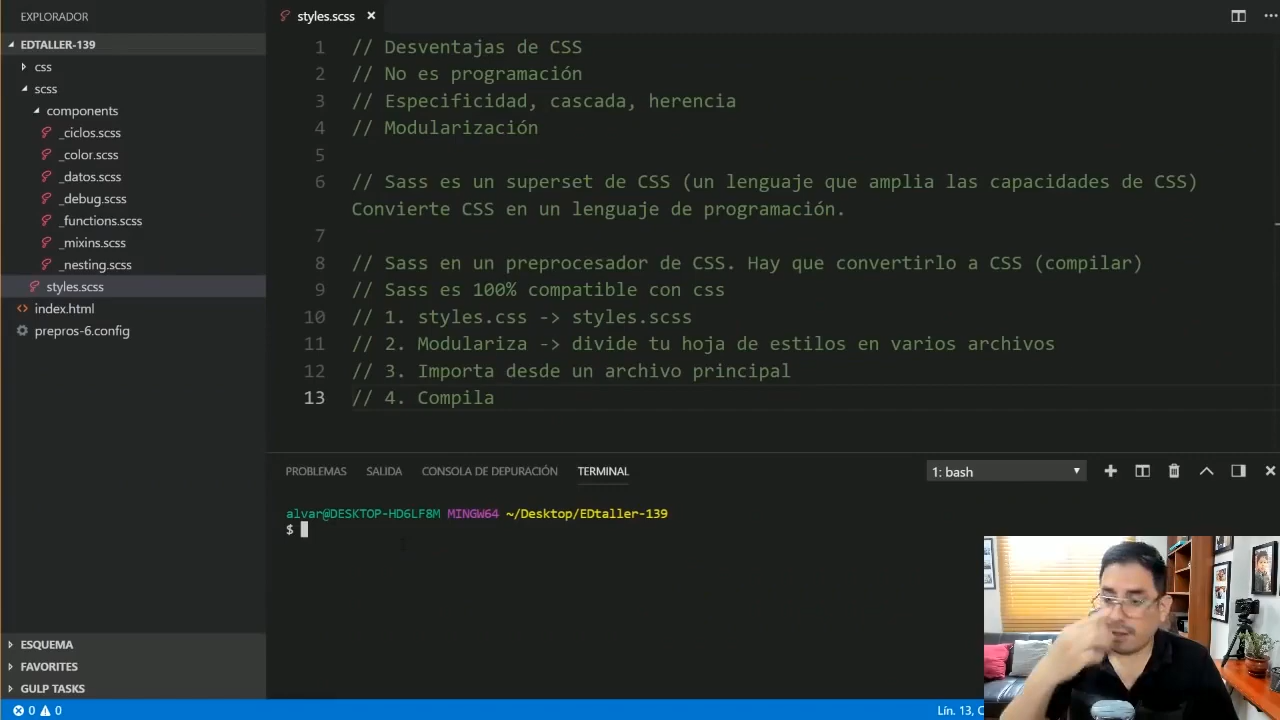 EXPLORADOR
styles.scss
EDTALLER-139
css
scss
components
_ciclos.scss
_color.scss
_datos.scss
_debug.scss
_functions.scss
_mixins.scss
_nesting.scss
styles.scss
index.html
prepros-6.config
ESQUEMA
FAVORITES
GULP TASKS
1 // Desventajas de CSS
2 // No es programación
3 // Especificidad, cascada, herencia
4 // Modularización
5
6 // Sass es un superset de CSS (un lenguaje que amplia las capacidades de CSS)
Convierte CSS en un lenguaje de programación.
7
8 // Sass en un preprocesador de CSS. Hay que convertirlo a CSS (compilar)
9 // Sass es 100% compatible con css
10 // 1. styles.css -> styles.scss
11 // 2. Modulariza -> divide tu hoja de estilos en varios archivos
12 // 3. Importa desde un archivo principal
13 // 4. Compila
PROBLEMAS SALIDA CONSOLA DE DEPURACIÓN TERMINAL 1: bash
alvar@DESKTOP-HD6LF8M MINGW64 ~/Desktop/EDtaller-139
$
0 0 Lín. 13, C